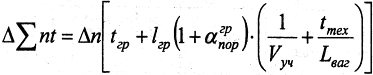 Δ∑nt = Δn[t_гр + l_гр(1 + α_пор^гр)·(1/V_уч + t_тех/L_ваг)]